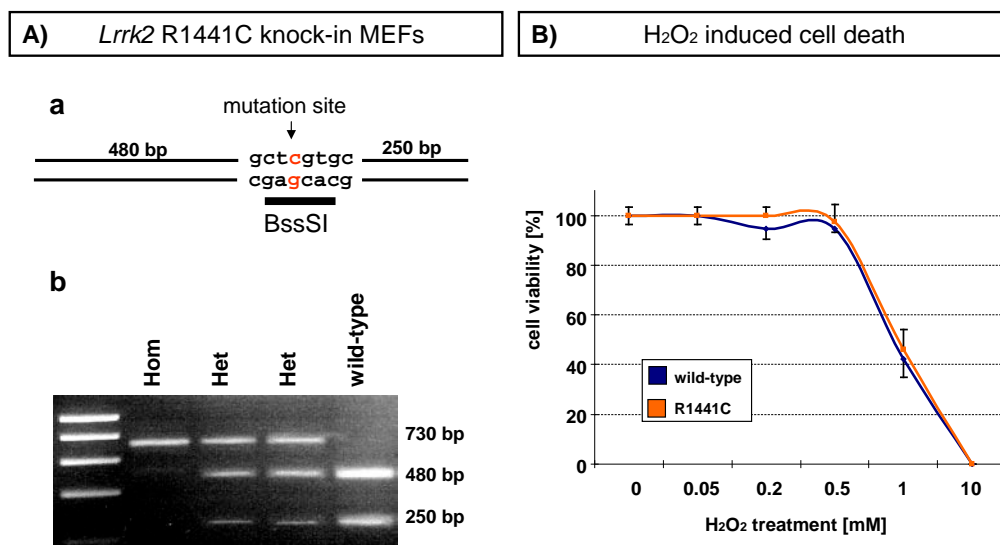 A) Lrrk2 R1441C knock-in MEFs
a
mutation site
480 bp
gctcgtgc
250 bp
cgagcacg
BssSI
b
Hom
Het
Het
wild-type
730 bp
480 bp
250 bp
B) H₂O₂ induced cell death
cell viability [%]
100
80
60
40
20
0
wild-type
R1441C
0 0.05 0.2 0.5 1 10
H₂O₂ treatment [mM]